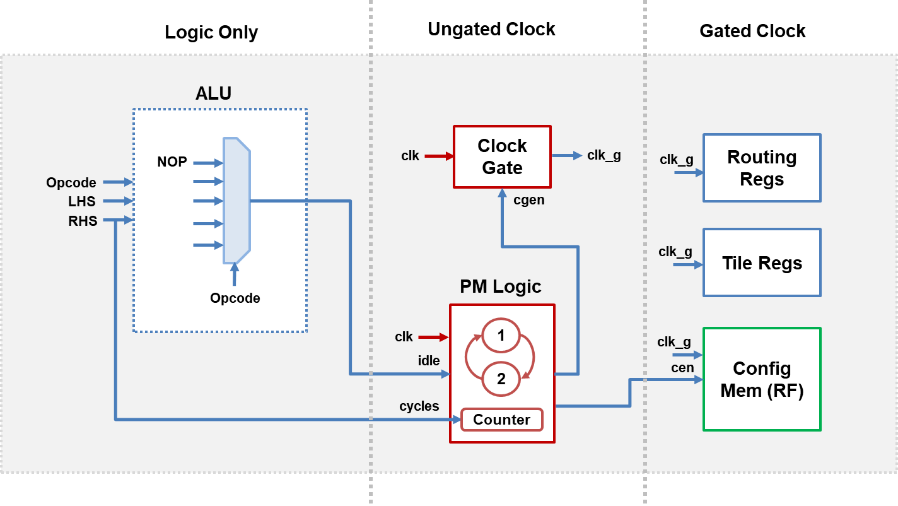 Logic Only
Ungated Clock
Gated Clock
ALU
NOP
Opcode
LHS
RHS
Opcode
clk
Clock
Gate
clk_g
cgen
PM Logic
clk
1
idle
2
cycles
Counter
clk_g
Routing
Regs
clk_g
Tile Regs
clk_g
cen
Config
Mem (RF)